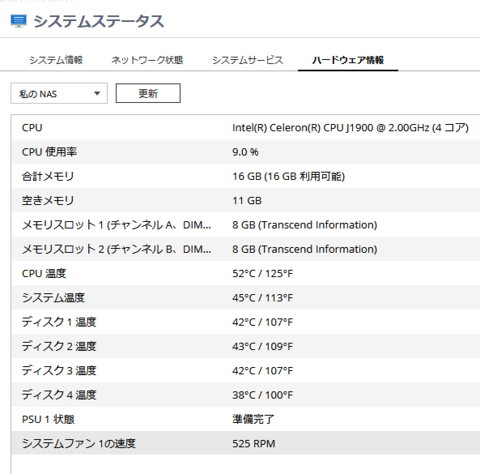 システムステータス
システム情報 ネットワーク状態 システムサービス ハードウェア情報
私の NAS 更新
CPU Intel(R) Celeron(R) CPU J1900 @ 2.00GHz (4 コア)
CPU 使用率 9.0 %
合計メモリ 16 GB (16 GB 利用可能)
空きメモリ 11 GB
メモリスロット 1 (チャンネル A、DIM... 8 GB (Transcend Information)
メモリスロット 2 (チャンネル B、DIM... 8 GB (Transcend Information)
CPU 温度 52°C / 125°F
システム温度 45°C / 113°F
ディスク 1 温度 42°C / 107°F
ディスク 2 温度 43°C / 109°F
ディスク 3 温度 42°C / 107°F
ディスク 4 温度 38°C / 100°F
PSU 1 状態 準備完了
システムファン 1の速度 525 RPM